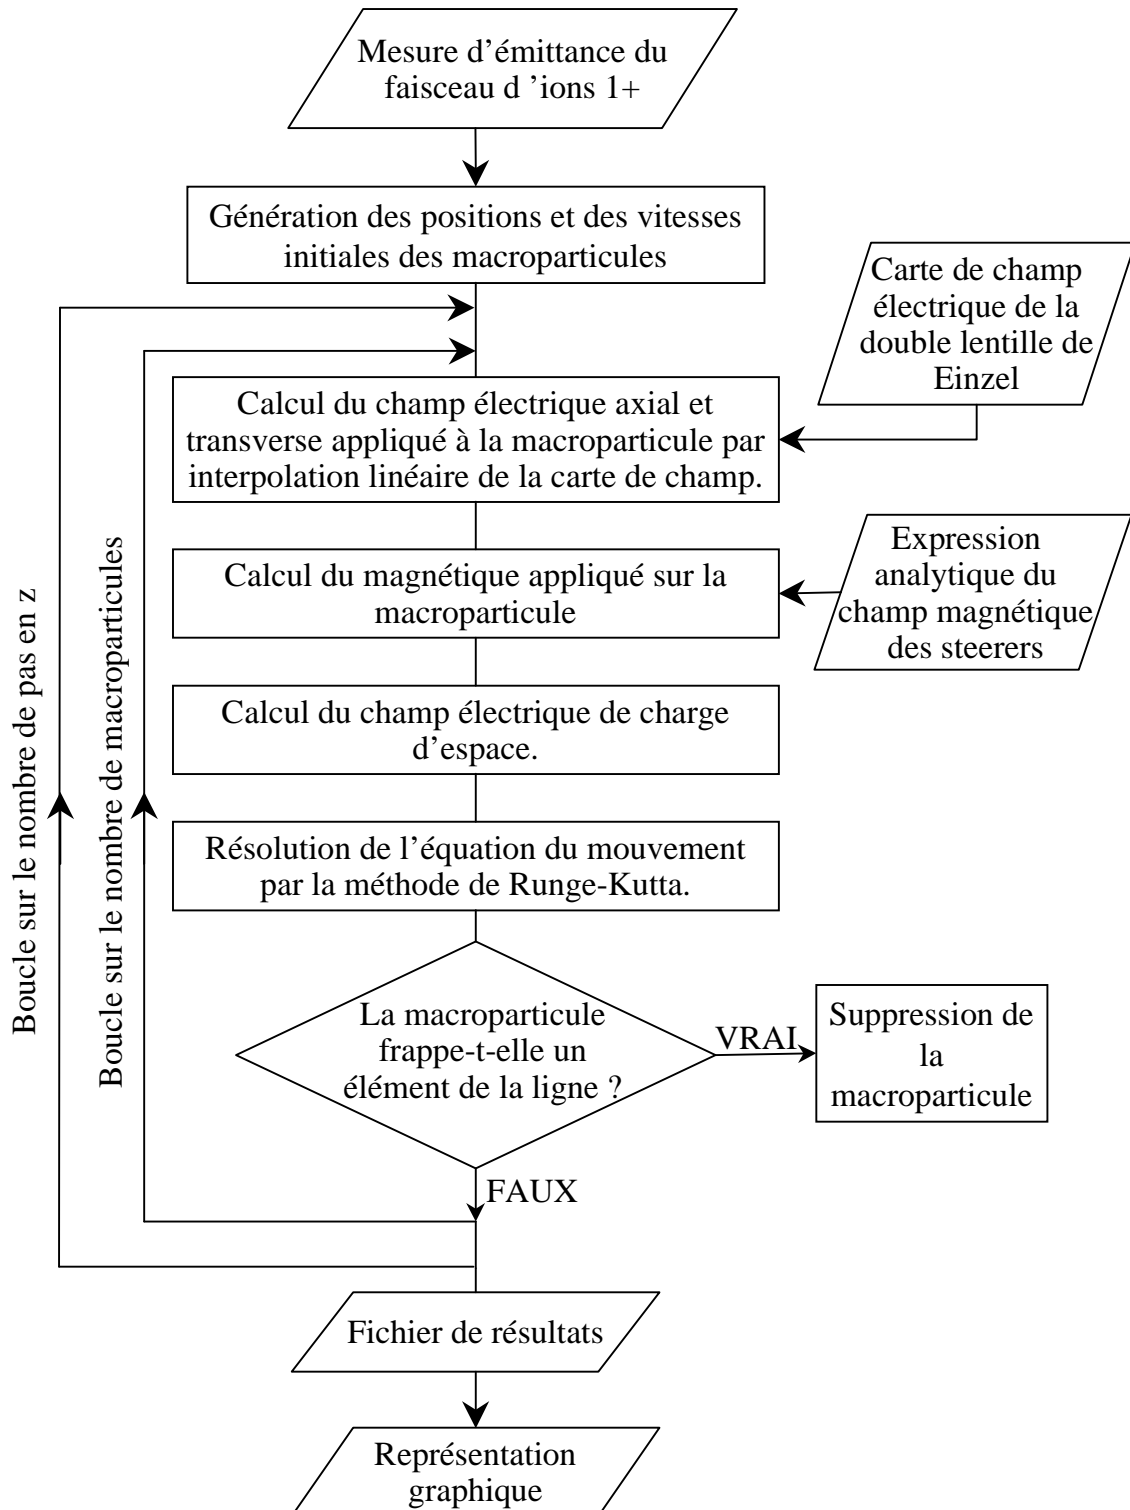 Mesure d’émittance du
faisceau d ’ions 1+
Génération des positions et des vitesses
initiales des macroparticules
Carte de champ
électrique de la
double lentille de
Einzel
Calcul du champ électrique axial et
transverse appliqué à la macroparticule par
interpolation linéaire de la carte de champ.
Expression
analytique du
champ magnétique
des steerers
Calcul du magnétique appliqué sur la
macroparticule
Calcul du champ électrique de charge
d’espace.
Résolution de l’équation du mouvement
par la méthode de Runge-Kutta.
Boucle sur le nombre de pas en z
Boucle sur le nombre de macroparticules
La macroparticule
frappe-t-elle un
élément de la ligne ?
VRAI
Suppression de
la
macroparticule
FAUX
Fichier de résultats
Représentation
graphique